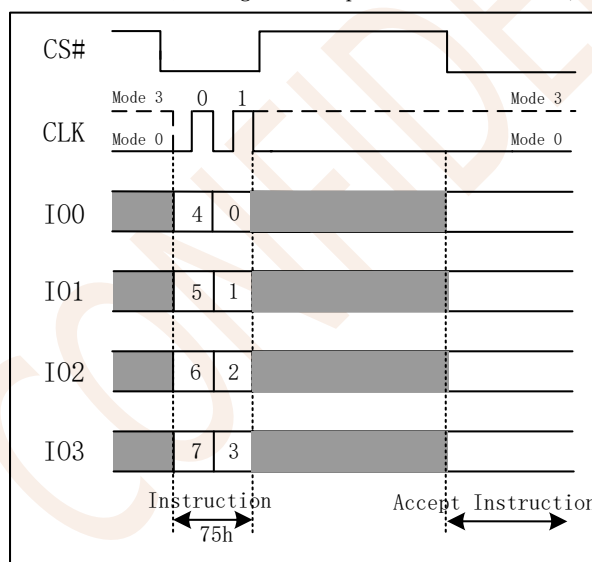 CS#
Mode 3 0 1 Mode 3
CLK
Mode 0 Mode 0
IO0 4 0
IO1 5 1
IO2 6 2
IO3 7 3
Instruction Accept Instruction
75h